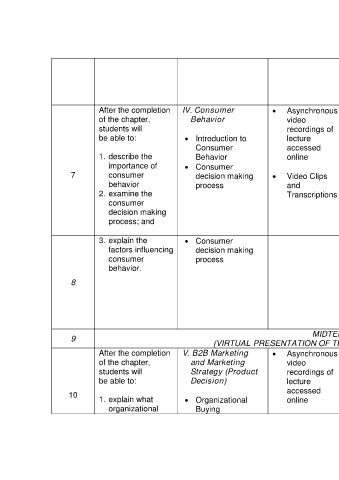 7
After the completion
of the chapter,
students will
be able to:
1. describe the
importance of
consumer
behavior
2. examine the
consumer
decision making
process; and
IV. Consumer
Behavior
• Introduction to
Consumer
Behavior
• Consumer
decision making
process
• Asynchronous
video
recordings of
lecture
accessed
online
• Video Clips
and
Transcriptions
8
3. explain the
factors influencing
consumer
behavior.
• Consumer
decision making
process
9
(VIRTUAL PRESENTATION OF
10
After the completion
of the chapter,
students will
be able to:
1. explain what
organizational
V. B2B Marketing
and Marketing
Strategy (Product
Decision)
• Organizational
Buying
• Asynchronous
video
recordings of
lecture
accessed
online